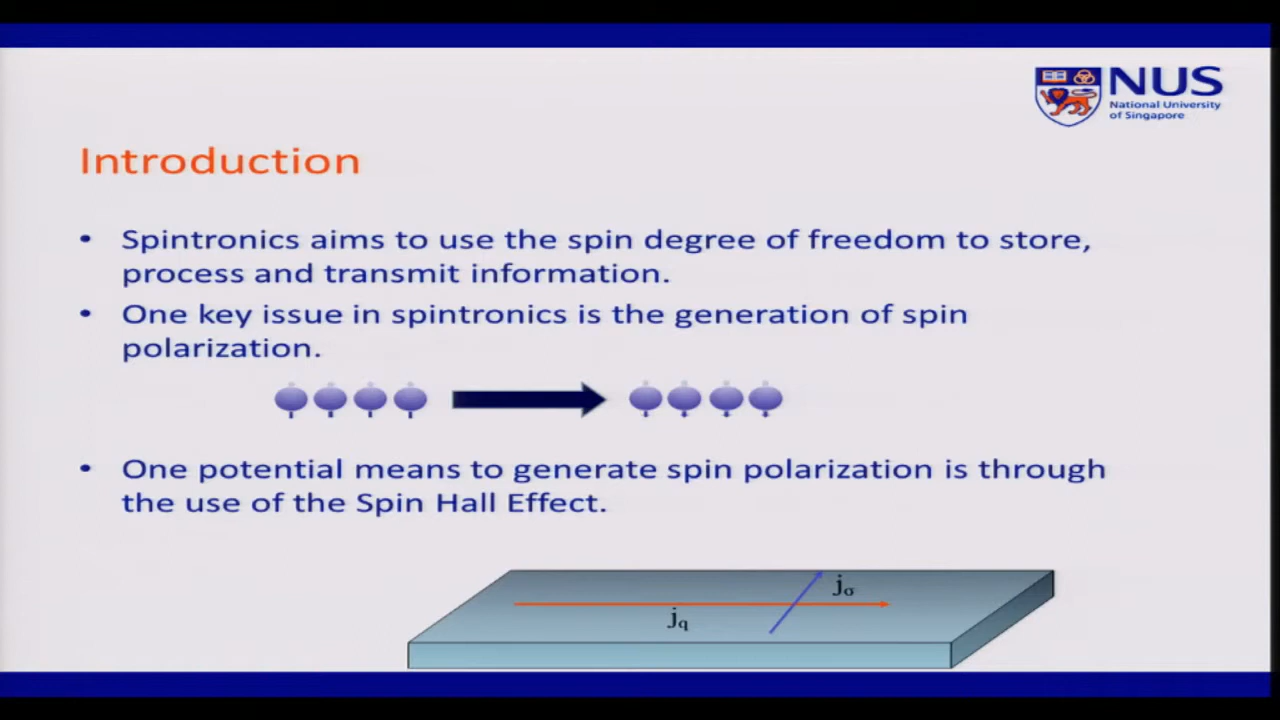 NUS
National University
of Singapore
Introduction
• Spintronics aims to use the spin degree of freedom to store,
process and transmit information.
• One key issue in spintronics is the generation of spin
polarization.
• One potential means to generate spin polarization is through
the use of the Spin Hall Effect.
jσ
jq